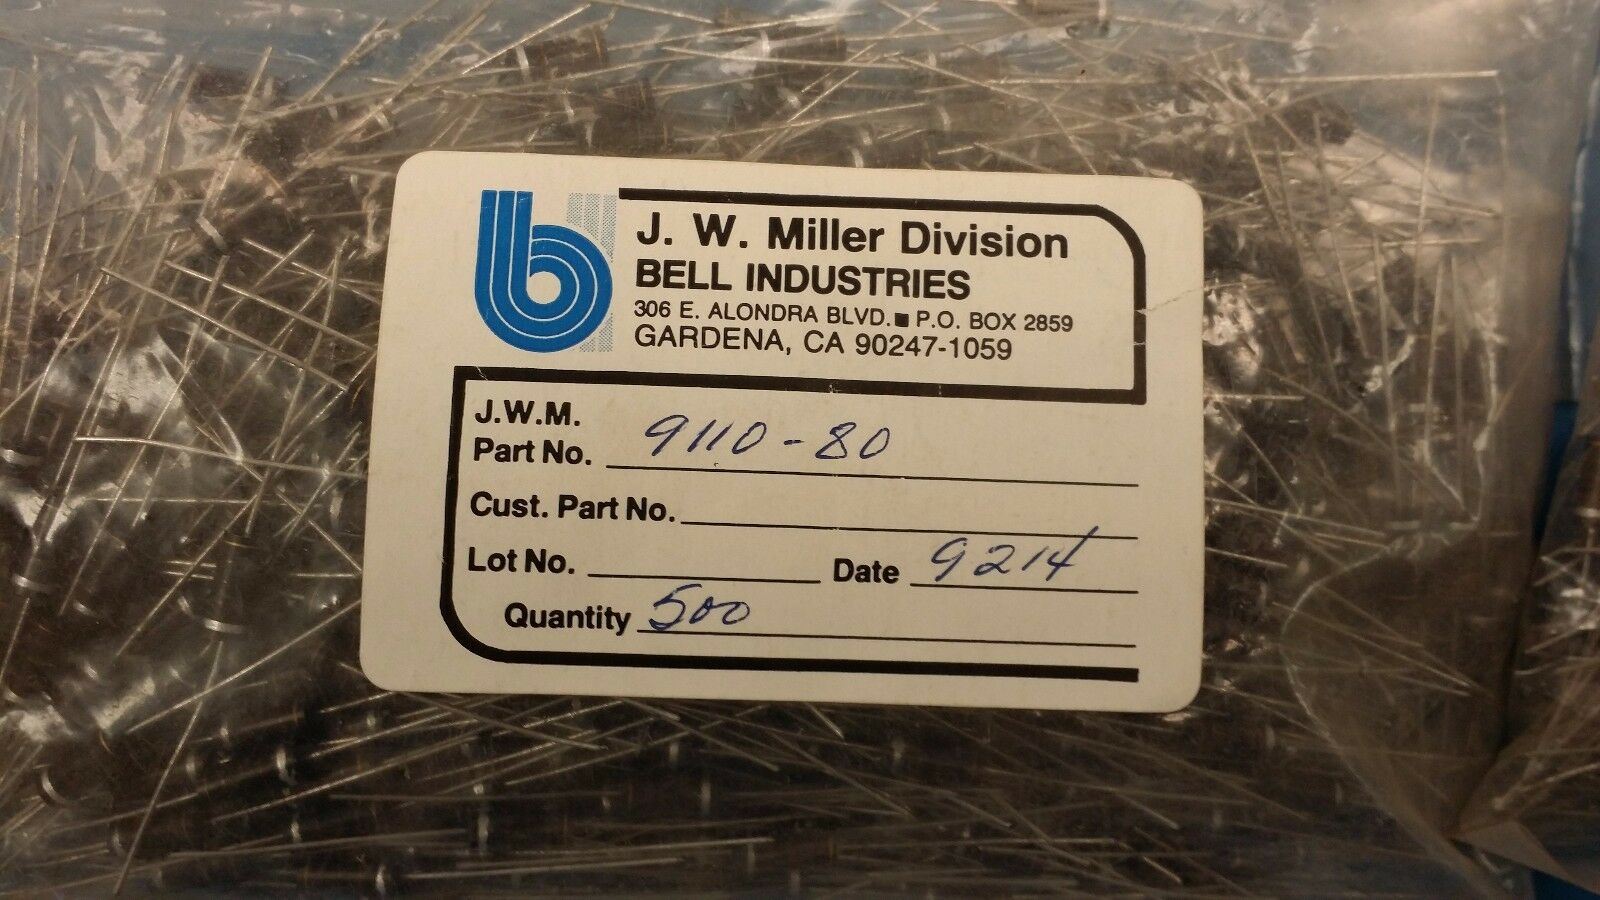 b J. W. Miller Division
BELL INDUSTRIES
306 E. ALONDRA BLVD. ■ P.O. BOX 2859
GARDENA, CA 90247-1059
J.W.M.
Part No. 9110-80
Cust. Part No.
Lot No. Date 9214
Quantity 500